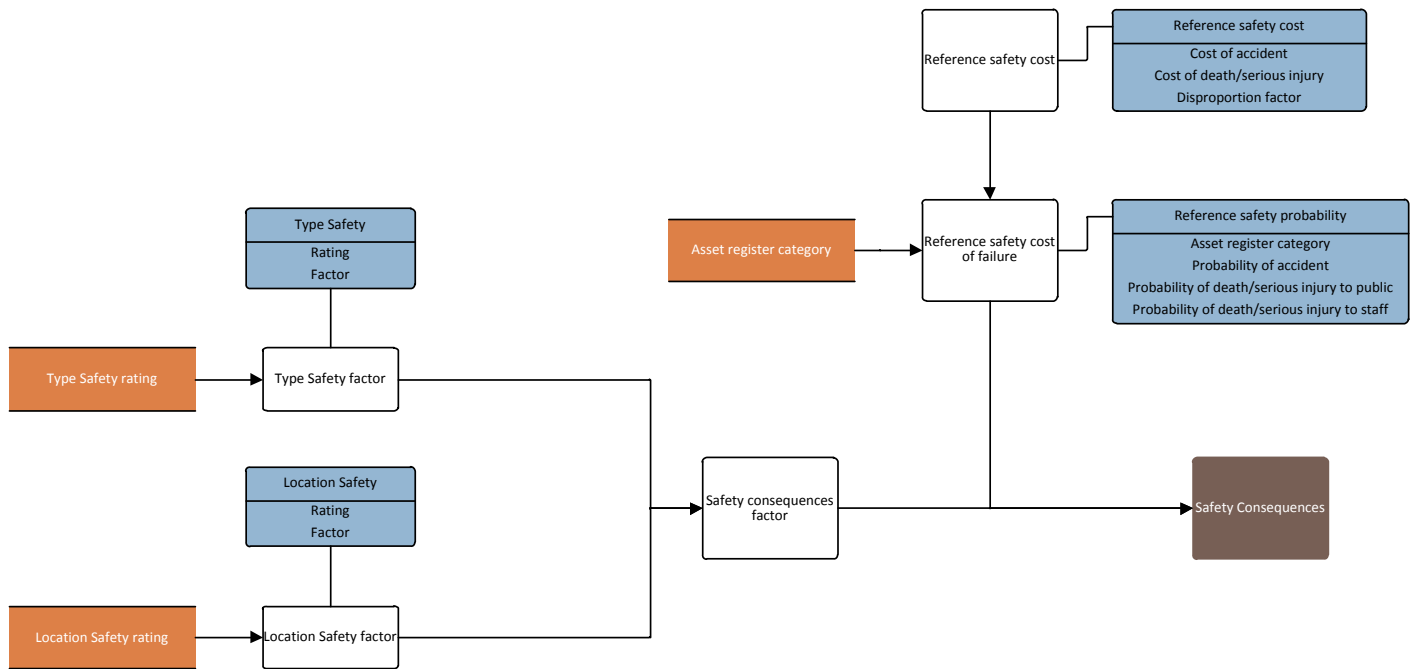 Reference safety cost
Reference safety cost
Cost of accident
Cost of death/serious injury
Disproportion factor
Type Safety
Rating
Factor
Asset register category
Reference safety cost
of failure
Reference safety probability
Asset register category
Probability of accident
Probability of death/serious injury to public
Probability of death/serious injury to staff
Type Safety rating
Type Safety factor
Location Safety
Rating
Factor
Safety consequences
factor
Safety Consequences
Location Safety rating
Location Safety factor